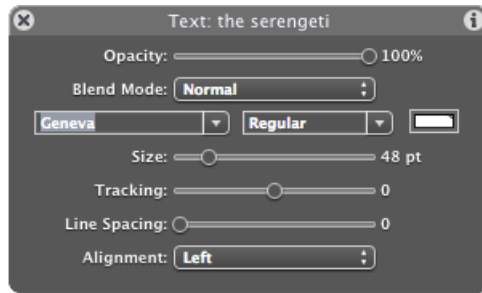 Text: the serengeti
Opacity: 100%
Blend Mode: Normal
Geneva Regular
Size: 48 pt
Tracking: 0
Line Spacing: 0
Alignment: Left